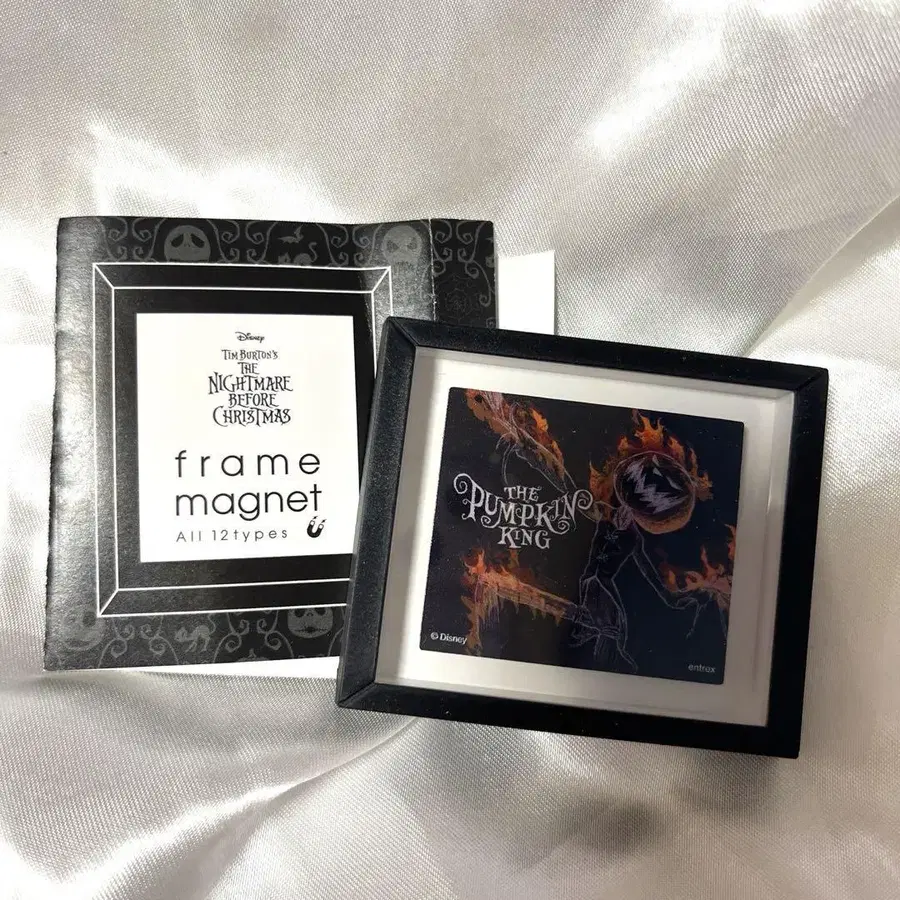 Disney
TIM BURTON'S
THE
NIGHTMARE
BEFORE
CHRISTMAS
frame
magnet
All 12types
THE
PUMPKIN
KING
© Disney
entrex